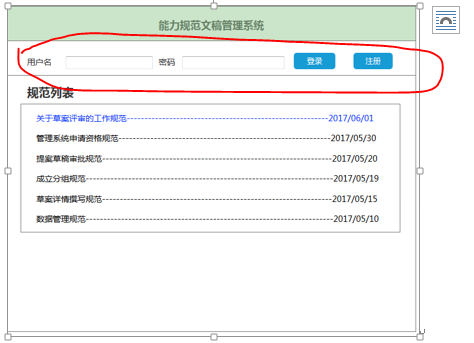 能力规范文稿管理系统
用户名 密码 登录 注册
规范列表
关于草案评审的工作规范------------------------------------------------2017/06/01
管理系统申请资格规范--------------------------------------------------2017/05/30
提案草稿审批规范------------------------------------------------------2017/05/20
成立分组规范----------------------------------------------------------2017/05/19
草案详情撰写规范------------------------------------------------------2017/05/15
数据管理规范----------------------------------------------------------2017/05/10